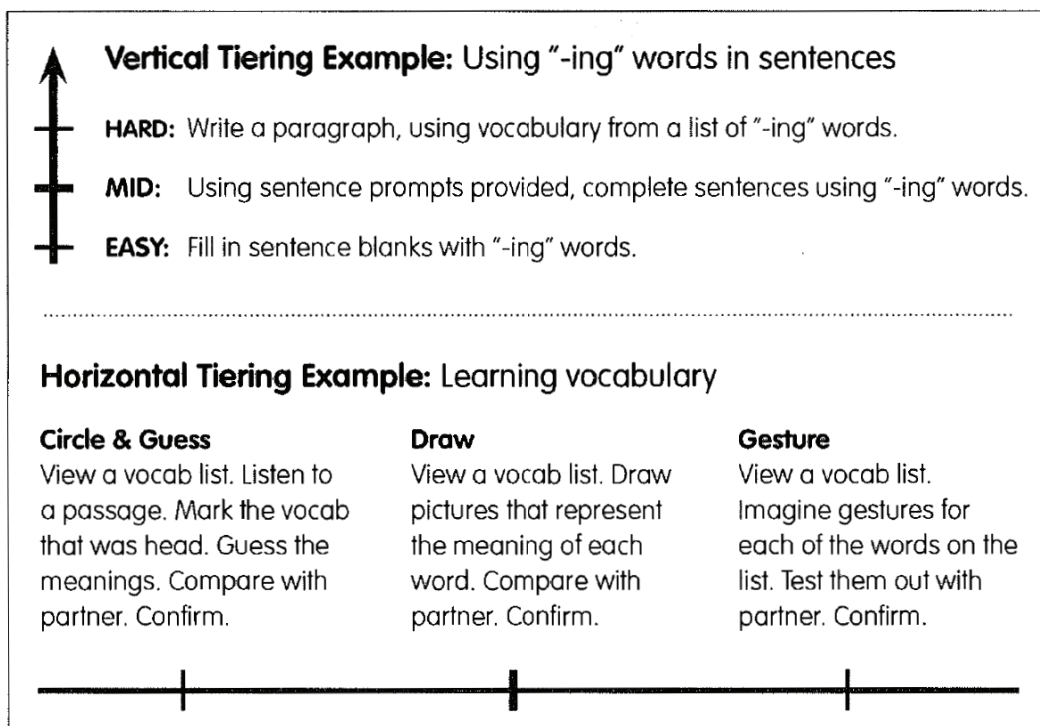 Vertical Tiering Example: Using "-ing" words in sentences
HARD: Write a paragraph, using vocabulary from a list of "-ing" words.
MID: Using sentence prompts provided, complete sentences using "-ing" words.
EASY: Fill in sentence blanks with "-ing" words.
Horizontal Tiering Example: Learning vocabulary
Circle & Guess
View a vocab list. Listen to
a passage. Mark the vocab
that was head. Guess the
meanings. Compare with
partner. Confirm.
Draw
View a vocab list. Draw
pictures that represent
the meaning of each
word. Compare with
partner. Confirm.
Gesture
View a vocab list.
Imagine gestures for
each of the words on the
list. Test them out with
partner. Confirm.